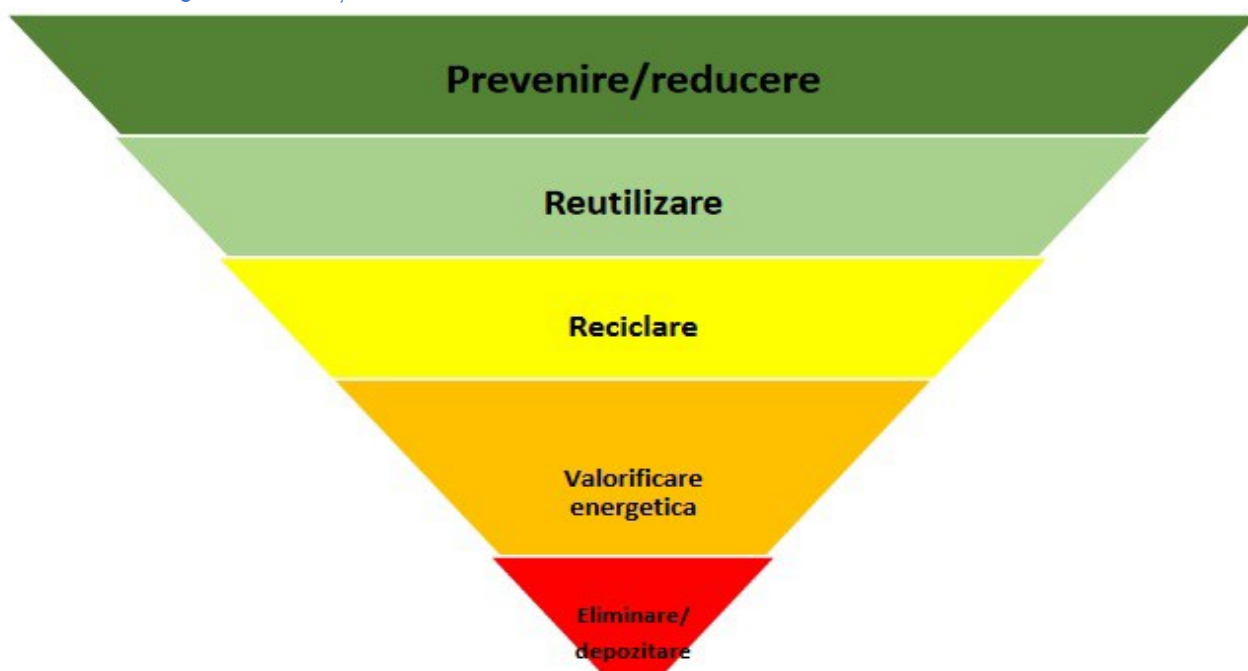 Prevenire/reducere
Reutilizare
Reciclare
Valorificare
energetica
Eliminare/
depozitare